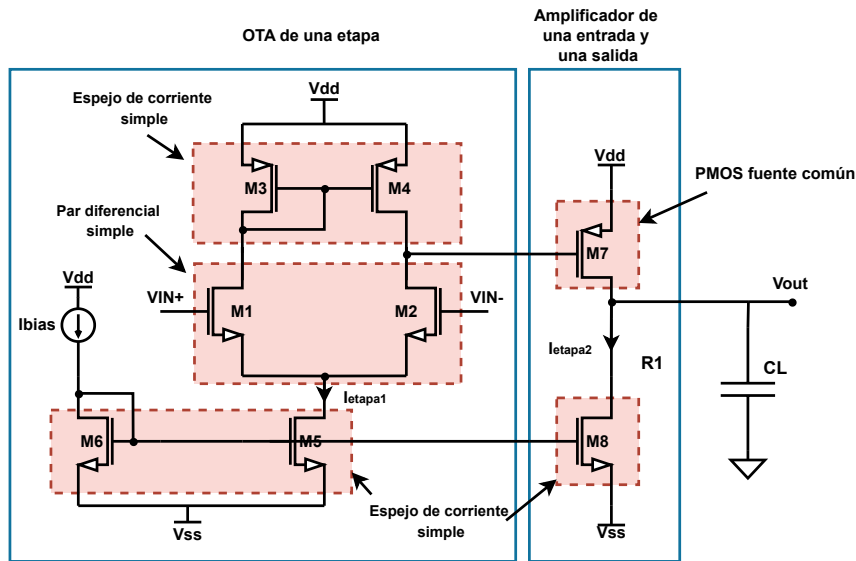 OTA de una etapa
Amplificador de
una entrada y
una salida
Espejo de corriente
simple
Vdd
Vdd
PMOS fuente común
M3
M4
Par diferencial
simple
M7
Vdd
VIN+
M1
M2
VIN-
Vout
Ibias
Ietapa1
Ietapa2
R1
CL
M6
M5
M8
Espejo de corriente
simple
Vss
Vss